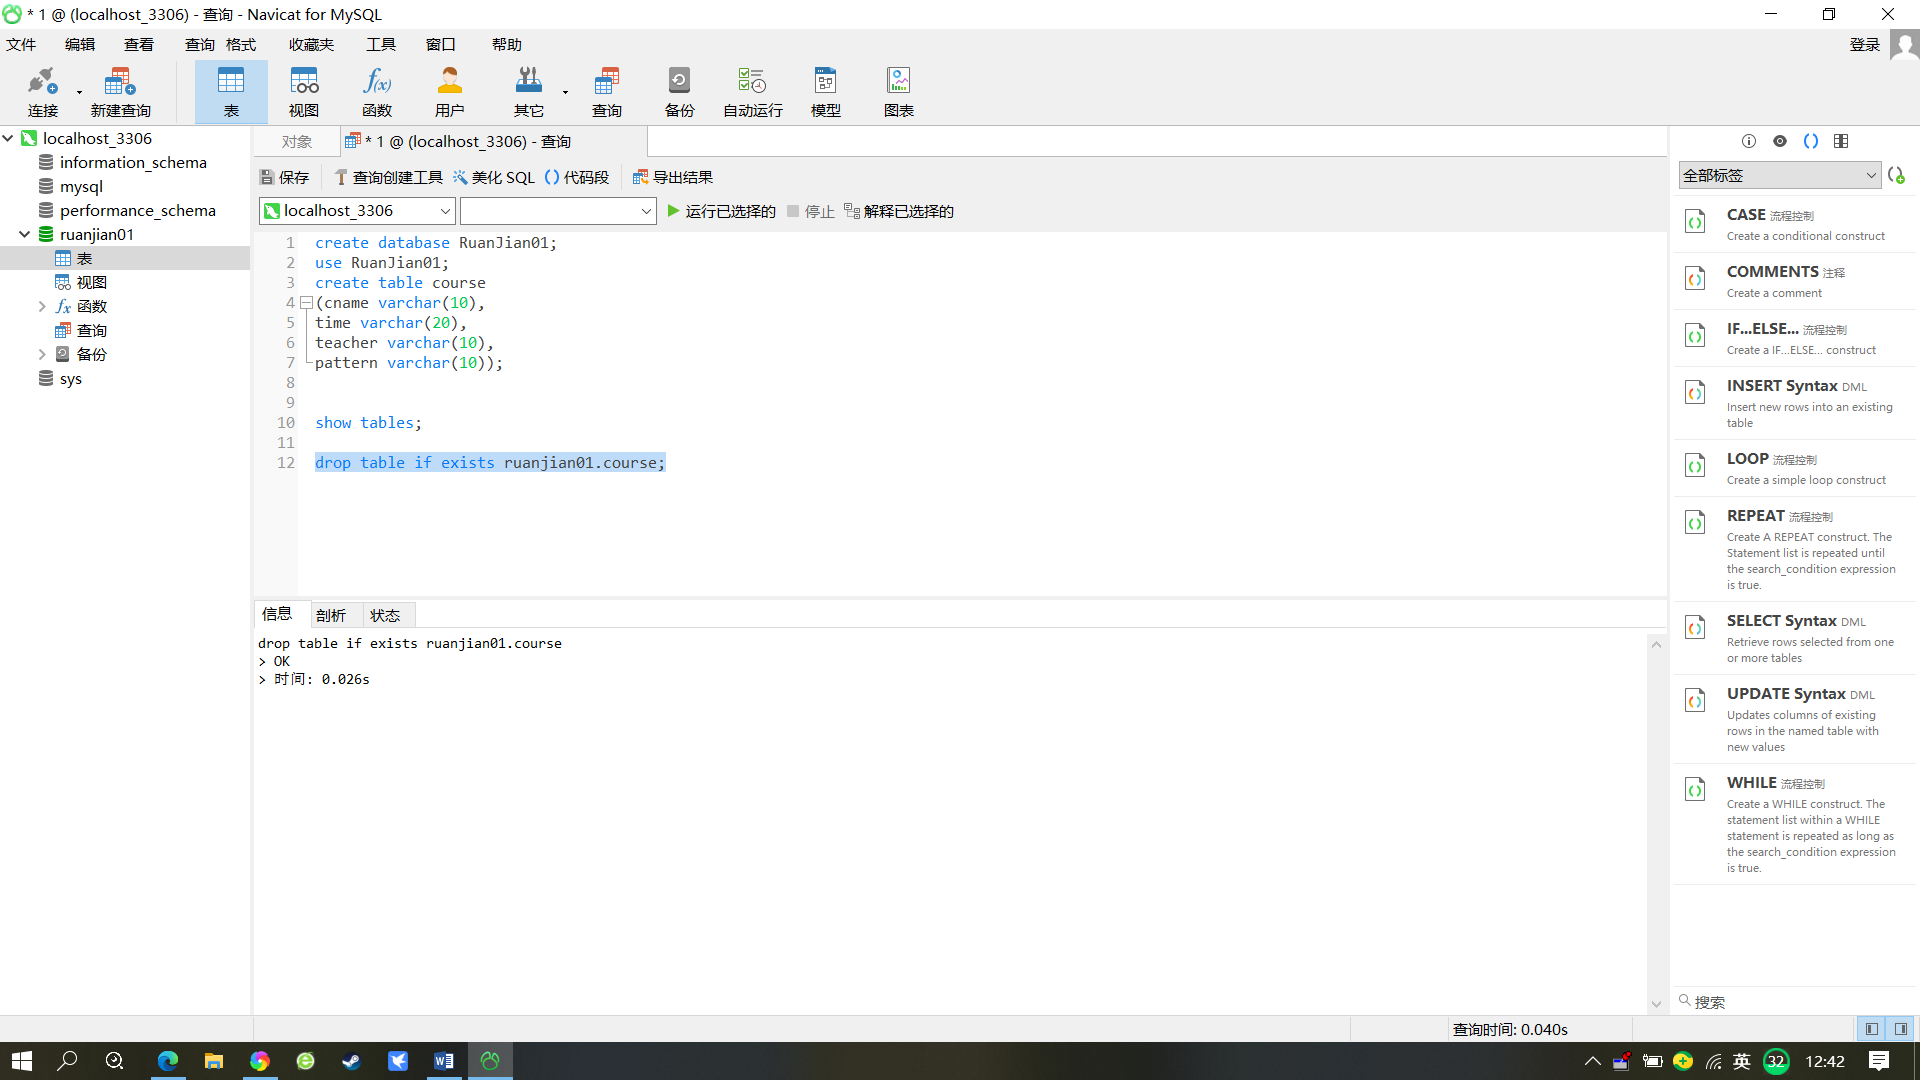 * 1 @ (localhost_3306) - 查询 - Navicat for MySQL
文件 编辑 查看 查询 格式 收藏夹 工具 窗口 帮助 登录
连接 新建查询 表 视图 函数 用户 其它 查询 备份 自动运行 模型 图表
localhost_3306
information_schema
mysql
performance_schema
ruanjian01
表
视图
函数
查询
备份
sys
对象 * 1 @ (localhost_3306) - 查询
保存 查询创建工具 美化 SQL 代码段 导出结果
localhost_3306 运行已选择的 停止 解释已选择的
1 create database RuanJian01;
2 use RuanJian01;
3 create table course
4 (cname varchar(10),
5 time varchar(20),
6 teacher varchar(10),
7 pattern varchar(10));
8
9
10 show tables;
11
12 drop table if exists ruanjian01.course;
信息 剖析 状态
drop table if exists ruanjian01.course
> OK
> 时间: 0.026s
全部标签
CASE 流程控制
Create a conditional construct
COMMENTS 注释
Create a comment
IF...ELSE... 流程控制
Create a IF...ELSE... construct
INSERT Syntax DML
Insert new rows into an existing
table
LOOP 流程控制
Create a simple loop construct
REPEAT 流程控制
Create A REPEAT construct. The
Statement list is repeated until
the search_condition expression
is true.
SELECT Syntax DML
Retrieve rows selected from one
or more tables
UPDATE Syntax DML
Updates columns of existing
rows in the named table with
new values
WHILE 流程控制
Create a WHILE construct. The
statement list within a WHILE
statement is repeated as long as
the search_condition expression
is true.
搜索
查询时间: 0.040s
英 32 12:42